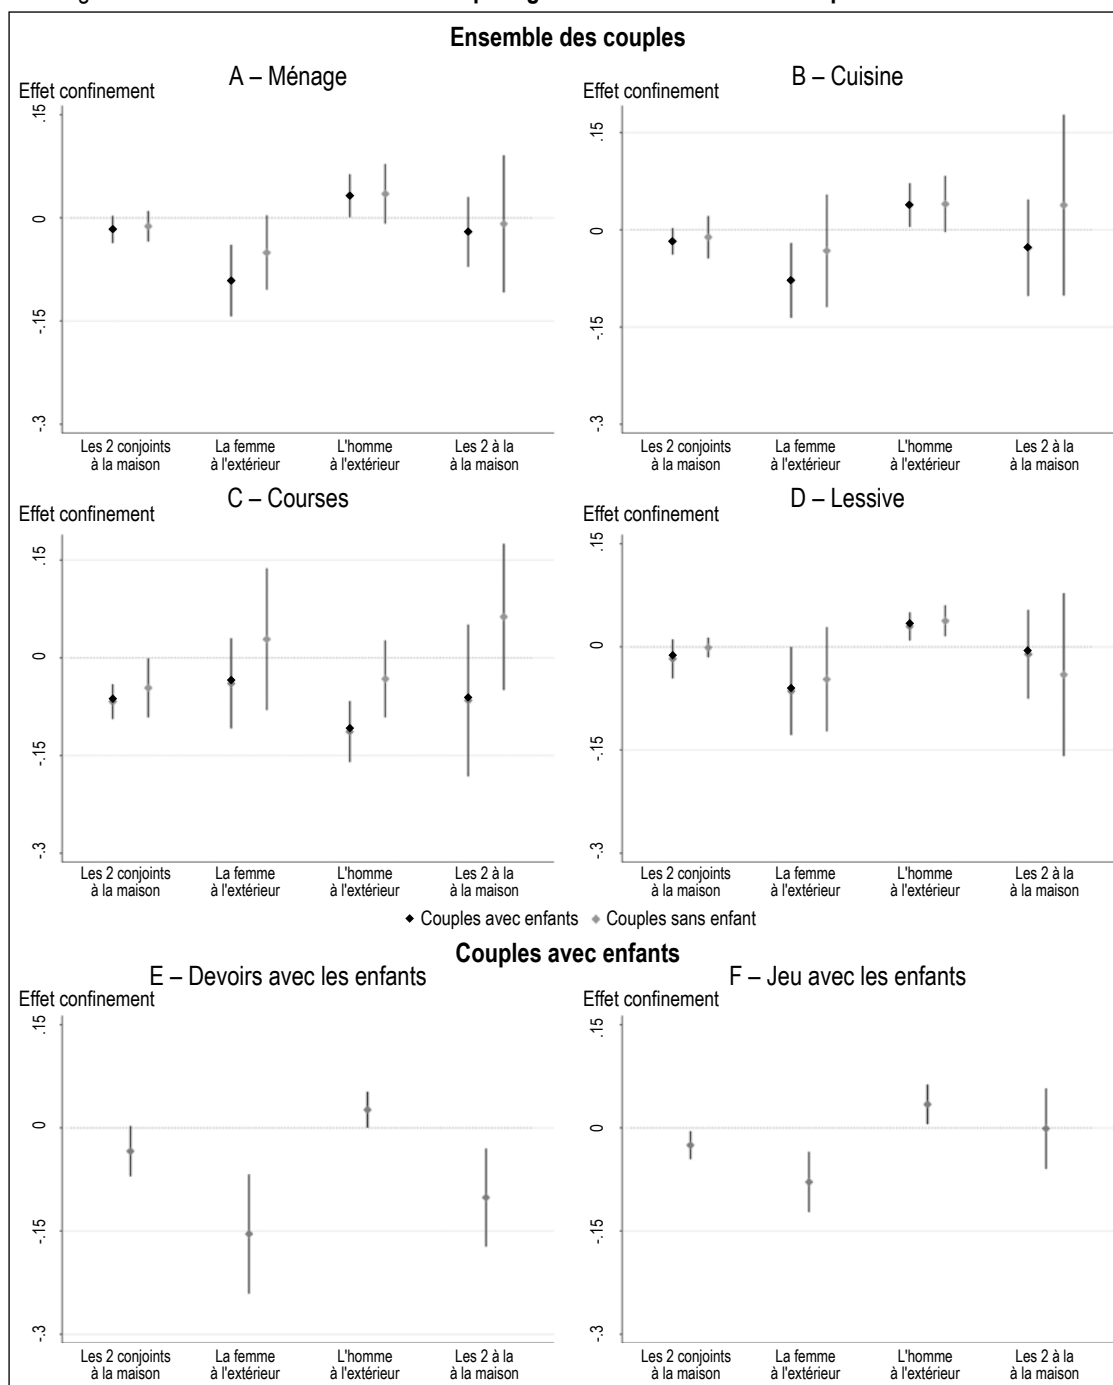 Ensemble des couples
A – Ménage
Effet confinement
.15
0
-.15
-.3
Les 2 conjoints
à la maison
La femme
à l'extérieur
L'homme
à l'extérieur
Les 2 à la
à la maison
B – Cuisine
Effet confinement
.15
0
-.15
-.3
Les 2 conjoints
à la maison
La femme
à l'extérieur
L'homme
à l'extérieur
Les 2 à la
à la maison
C – Courses
Effet confinement
.15
0
-.15
-.3
Les 2 conjoints
à la maison
La femme
à l'extérieur
L'homme
à l'extérieur
Les 2 à la
à la maison
D – Lessive
Effet confinement
.15
0
-.15
-.3
Les 2 conjoints
à la maison
La femme
à l'extérieur
L'homme
à l'extérieur
Les 2 à la
à la maison
Couples avec enfants Couples sans enfant
Couples avec enfants
E – Devoirs avec les enfants
Effet confinement
.15
0
-.15
-.3
Les 2 conjoints
à la maison
La femme
à l'extérieur
L'homme
à l'extérieur
Les 2 à la
à la maison
F – Jeu avec les enfants
Effet confinement
.15
0
-.15
-.3
Les 2 conjoints
à la maison
La femme
à l'extérieur
L'homme
à l'extérieur
Les 2 à la
à la maison